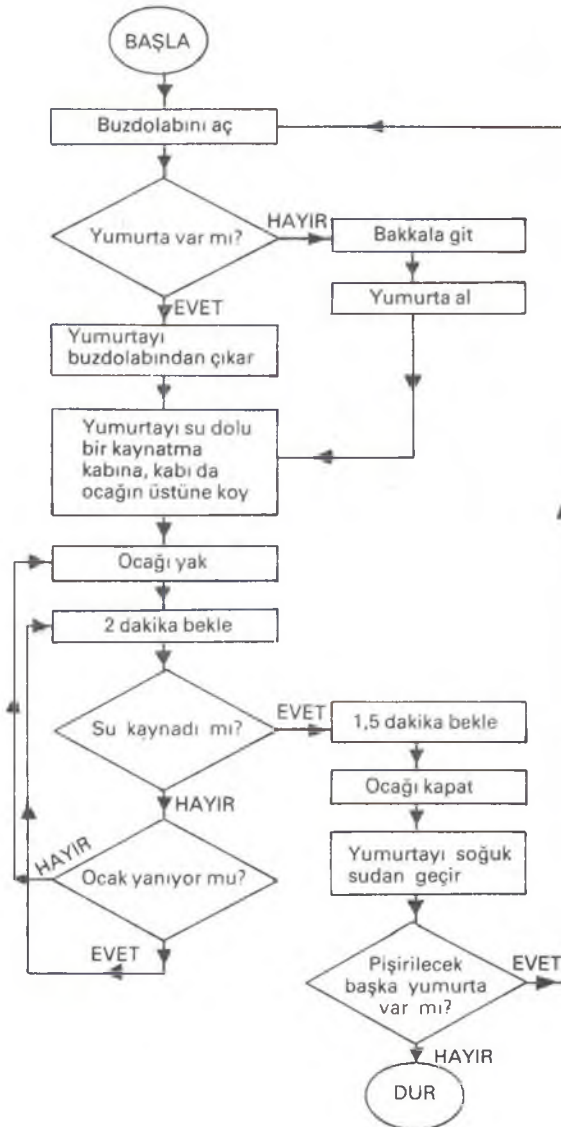 BAŞLA
Buzdolabını aç
Yumurta var mı?
HAYIR
Bakkala git
Yumurta al
EVET
Yumurtayı
buzdolabından çıkar
Yumurtayı su dolu
bir kaynatma
kabına, kabı da
ocağın üstüne koy
Ocağı yak
2 dakika bekle
Su kaynadı mı?
EVET
1,5 dakika bekle
Ocağı kapat
Yumurtayı soğuk
sudan geçir
HAYIR
Ocak yanıyor mu?
HAYIR
EVET
Pişirilecek
başka yumurta
var mı?
EVET
HAYIR
DUR